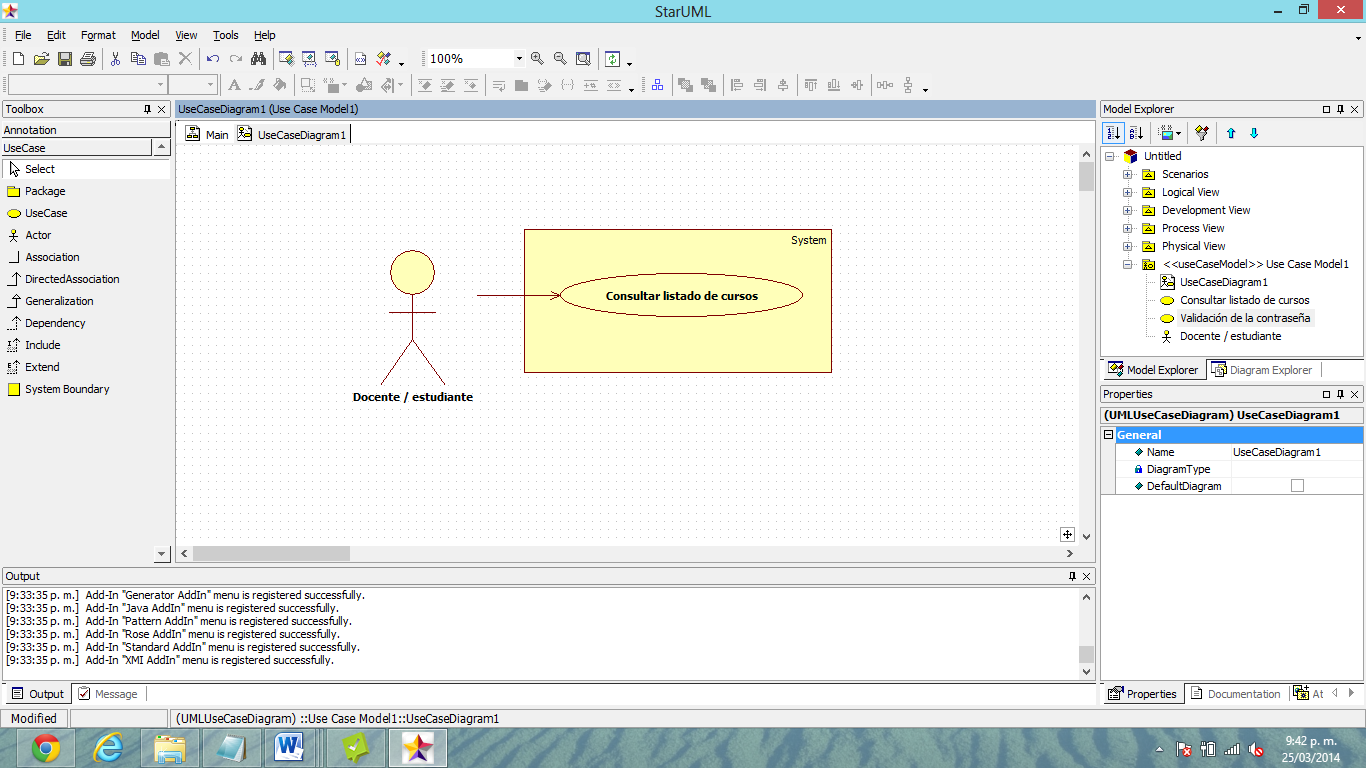 StarUML
File Edit Format Model View Tools Help
100%
Toolbox
Annotation
UseCase
Select
Package
UseCase
Actor
Association
DirectedAssociation
Generalization
Dependency
Include
Extend
System Boundary
UseCaseDiagram1 (Use Case Model1)
Main UseCaseDiagram1
System
Consultar listado de cursos
Docente / estudiante
Model Explorer
Untitled
Scenarios
Logical View
Development View
Process View
Physical View
<<useCaseModel>> Use Case Model1
UseCaseDiagram1
Consultar listado de cursos
Validación de la contraseña
Docente / estudiante
Model Explorer Diagram Explorer
Properties
(UMLUseCaseDiagram) UseCaseDiagram1
General
Name UseCaseDiagram1
DiagramType
DefaultDiagram
Properties Documentation At
Output
[9:33:35 p. m.] Add-In "Generator AddIn" menu is registered successfully.
[9:33:35 p. m.] Add-In "Java AddIn" menu is registered successfully.
[9:33:35 p. m.] Add-In "Pattern AddIn" menu is registered successfully.
[9:33:35 p. m.] Add-In "Rose AddIn" menu is registered successfully.
[9:33:35 p. m.] Add-In "Standard AddIn" menu is registered successfully.
[9:33:35 p. m.] Add-In "XMI AddIn" menu is registered successfully.
Output Message
Modified
(UMLUseCaseDiagram) ::Use Case Model1::UseCaseDiagram1
9:42 p. m.
25/03/2014